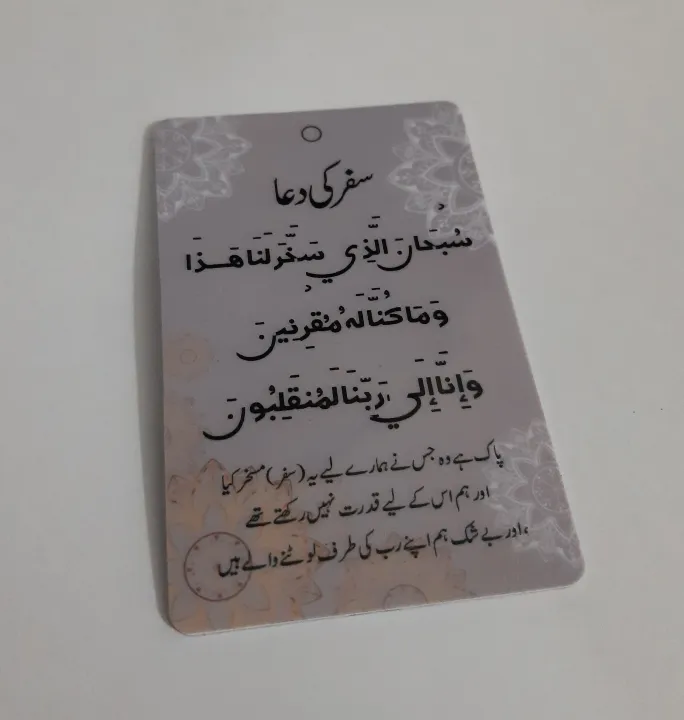 سفر کی دعا
سُبْحَانَ الَّذِي سَخَّرَ لَنَا هَذَا
وَمَا كُنَّا لَهُ مُقْرِنِينَ
وَإِنَّا إِلَى رَبِّنَا لَمُنقَلِبُونَ
پاک ہے وہ جس نے ہمارے لیے یہ (سفر) مسخر کیا
اور ہم اس کے لیے قدرت نہیں رکھتے تھے
،اور بے شک ہم اپنے رب کی طرف لوٹنے والے ہیں